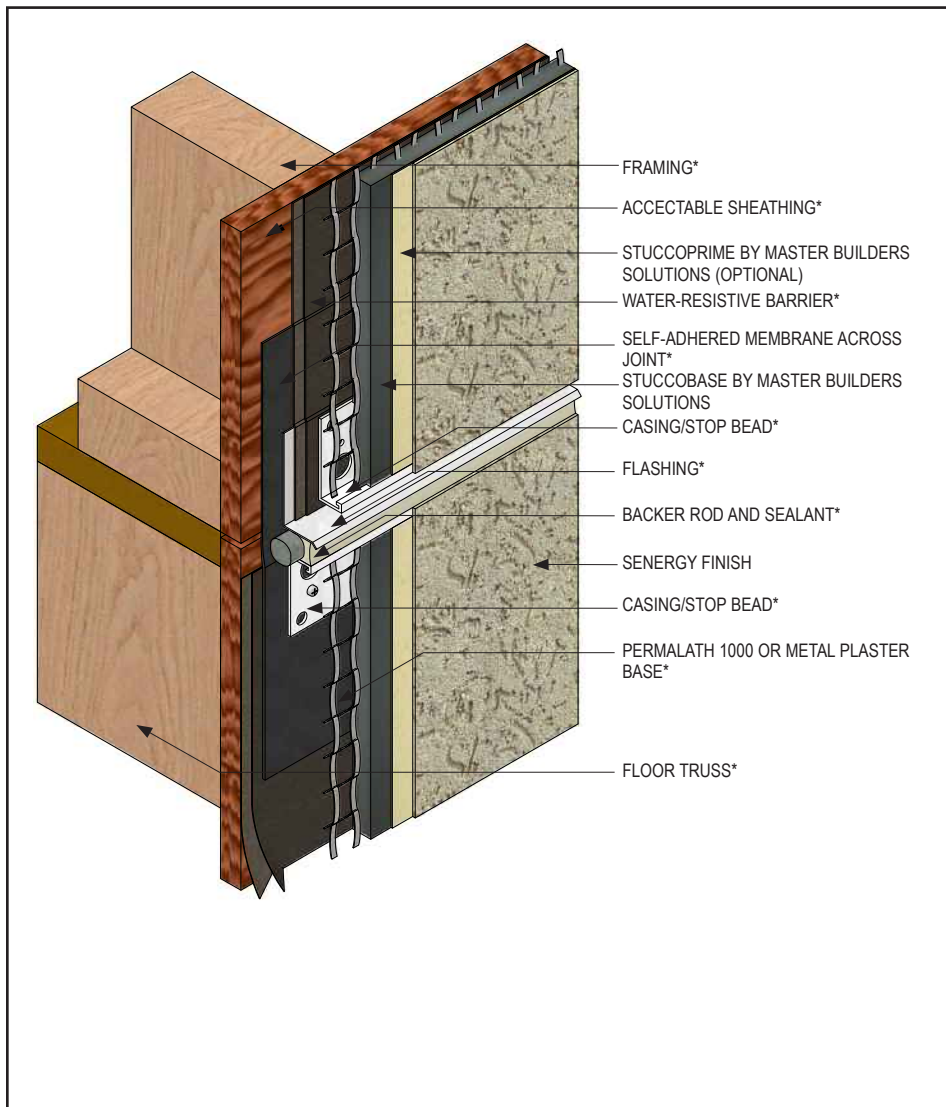 FRAMING*
ACCECTABLE SHEATHING*
STUCCOPRIME BY MASTER BUILDERS
SOLUTIONS (OPTIONAL)
WATER-RESISTIVE BARRIER*
SELF-ADHERED MEMBRANE ACROSS
JOINT*
STUCCOBASE BY MASTER BUILDERS
SOLUTIONS
CASING/STOP BEAD*
FLASHING*
BACKER ROD AND SEALANT*
SENERGY FINISH
CASING/STOP BEAD*
PERMALATH 1000 OR METAL PLASTER
BASE*
FLOOR TRUSS*